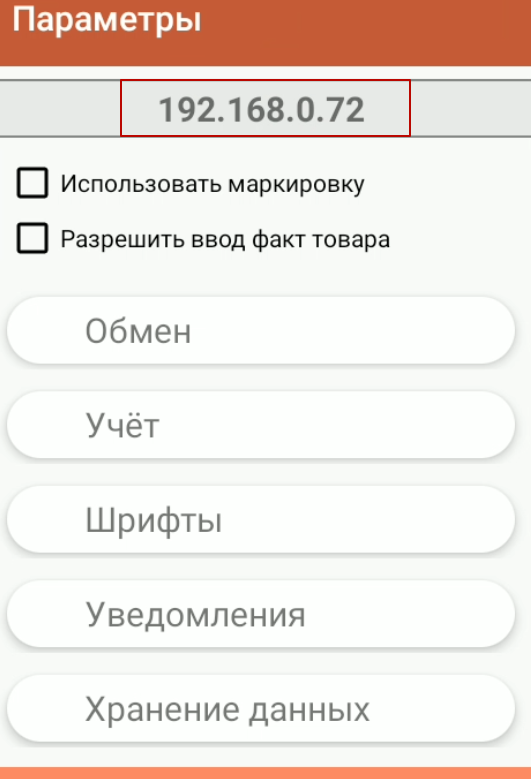 Параметры
192.168.0.72
Использовать маркировку
Разрешить ввод факт товара
Обмен
Учёт
Шрифты
Уведомления
Хранение данных